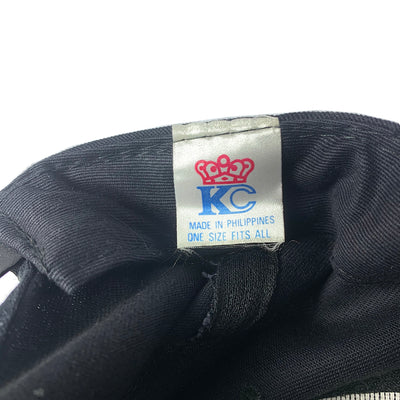 KC
MADE IN PHILIPPINES
ONE SIZE FITS ALL